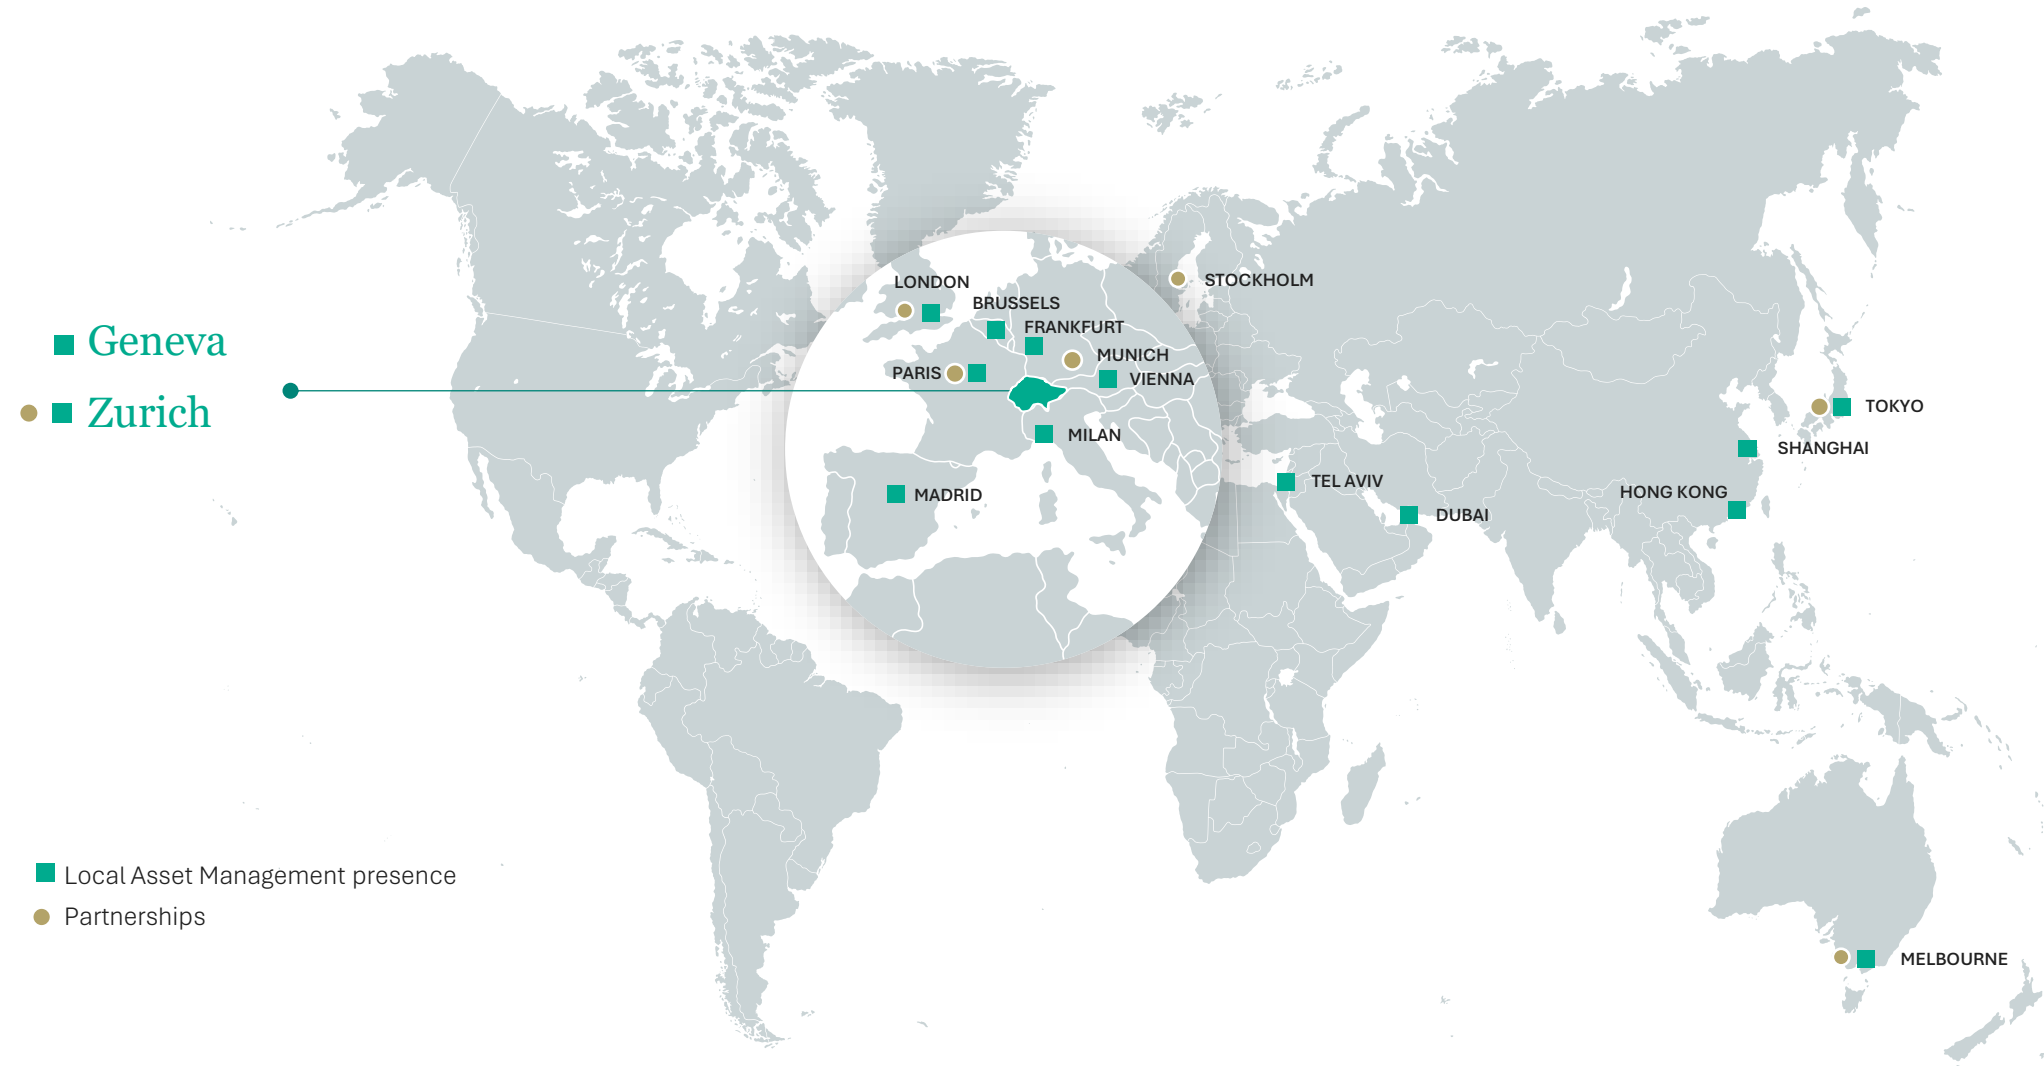 LONDON
STOCKHOLM
BRUSSELS
FRANKFURT
Geneva
MUNICH
PARIS
VIENNA
Zurich
TOKYO
MILAN
SHANGHAI
TEL AVIV
HONG KONG
MADRID
DUBAI
Local Asset Management presence
Partnerships
MELBOURNE